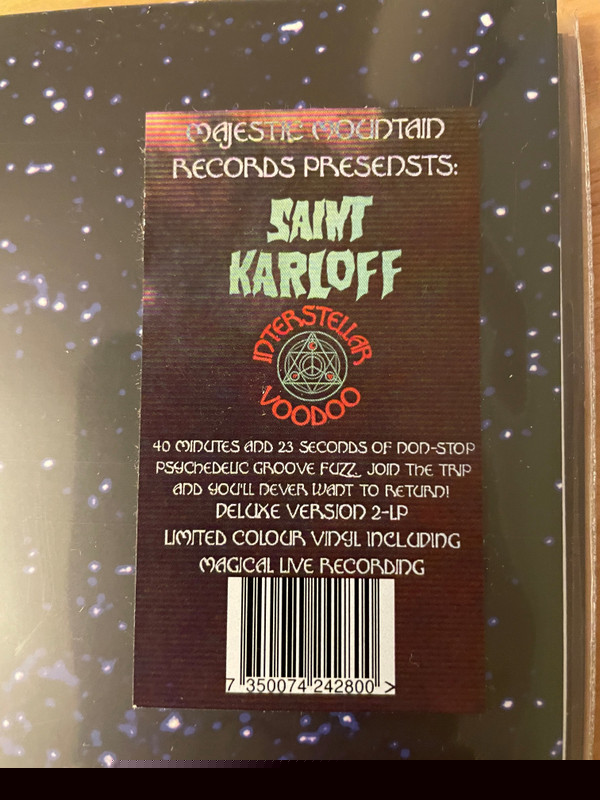 MAJESTIC MOUNTAIN
RECORDS PRESENSTS:
SAINT
KARLOFF
INTERSTELLAR
VOODOO
40 MINUTES AND 23 SECONDS OF NON-STOP
PSYCHEDELIC GROOVE FUZZ. JOIN THE TRIP
AND YOU'LL NEVER WANT TO RETURN!
DELUXE VERSION 2-LP
LIMITED COLOUR VINYL INCLUDING
MAGICAL LIVE RECORDING
7 350074 242800 >